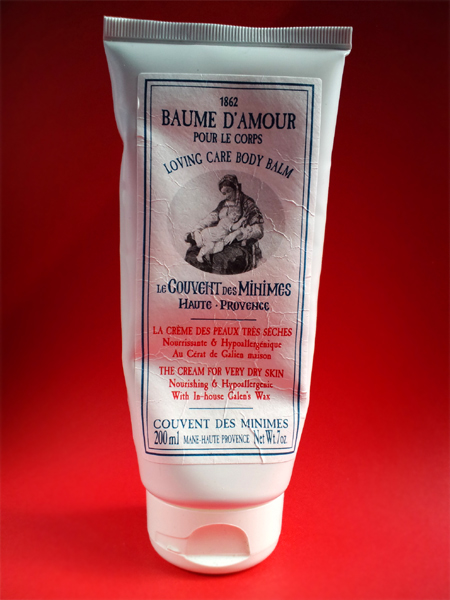 1862
BAUME D'AMOUR
POUR LE CORPS
LOVING CARE BODY BALM
LE COUVENT DES MINIMES
HAUTE · PROVENCE
LA CRÈME DES PEAUX TRÈS SÈCHES
Nourrissante & Hypoallergénique
Au Cérat de Galien maison
THE CREAM FOR VERY DRY SKIN
Nourishing & Hypoallergenic
With In-house Galen's Wax
COUVENT DES MINIMES
200 ml MANE-HAUTE PROVENCE Net Wt.7oz